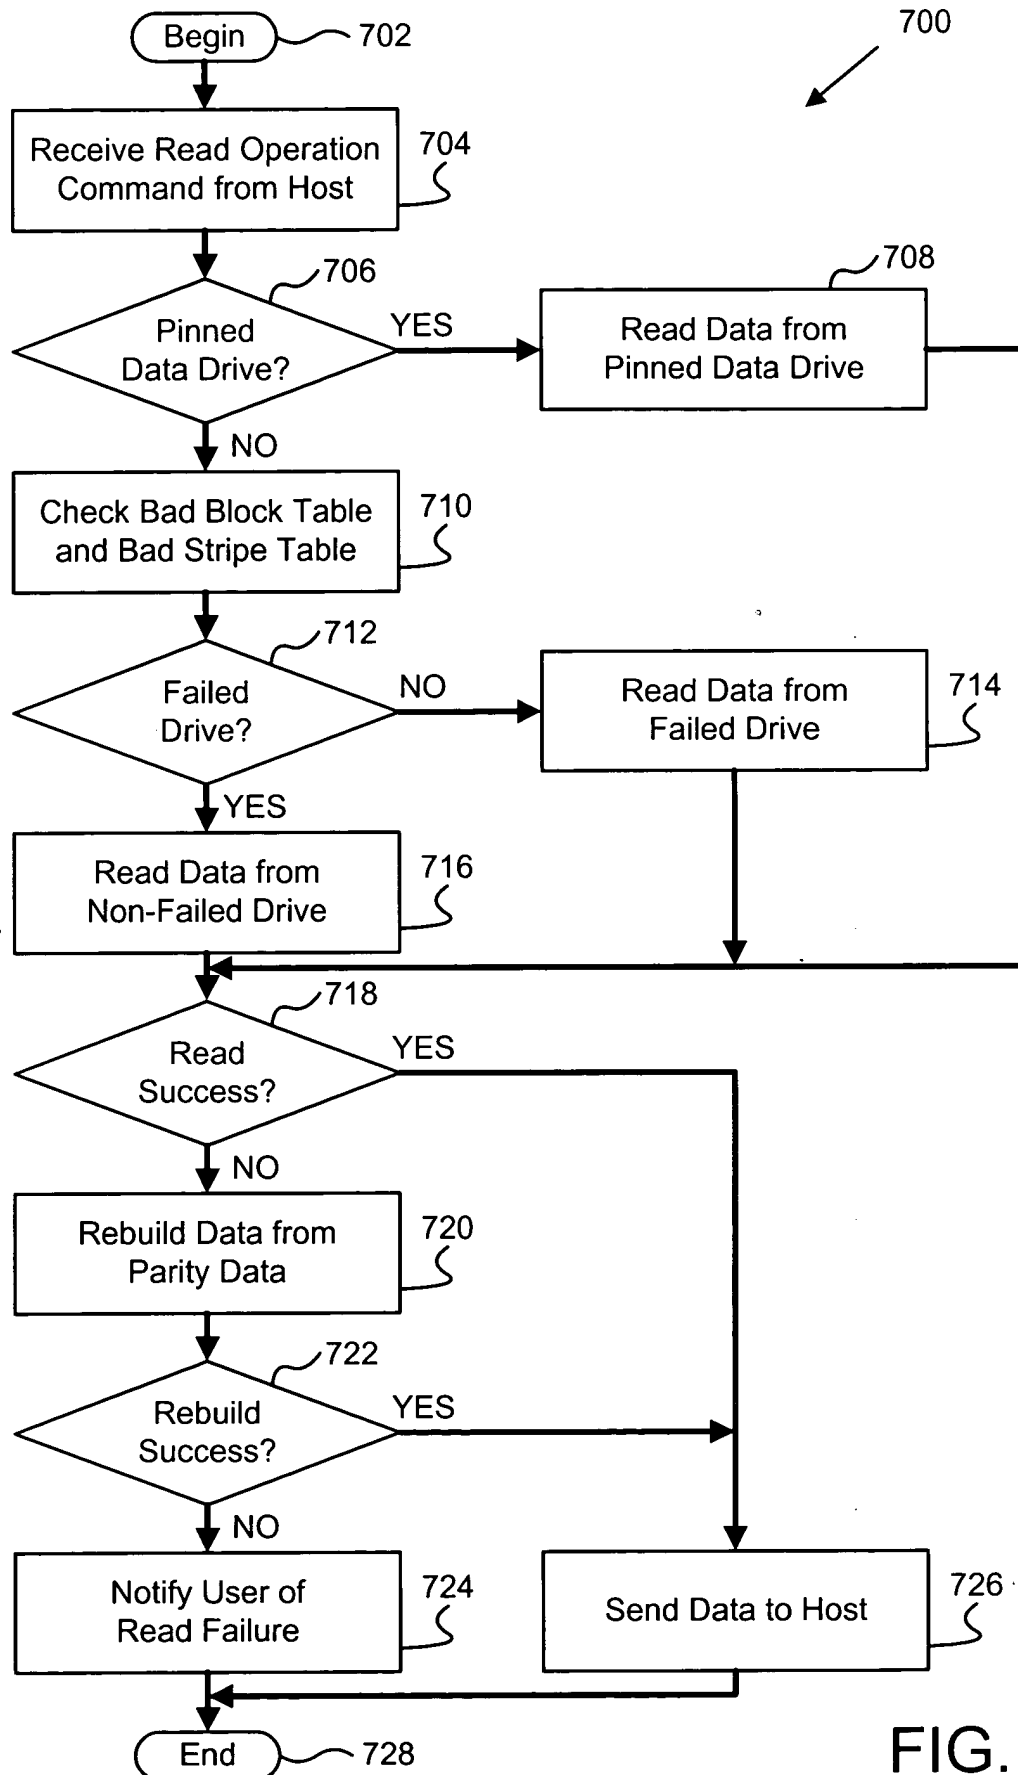 Begin
702
700
Receive Read Operation
Command from Host
704
706
Pinned
Data Drive?
YES
708
Read Data from
Pinned Data Drive
NO
Check Bad Block Table
and Bad Stripe Table
710
712
Failed
Drive?
NO
Read Data from
Failed Drive
714
YES
Read Data from
Non-Failed Drive
716
718
Read
Success?
YES
NO
Rebuild Data from
Parity Data
720
722
Rebuild
Success?
YES
NO
Notify User of
Read Failure
724
Send Data to Host
726
End
728
FIG.